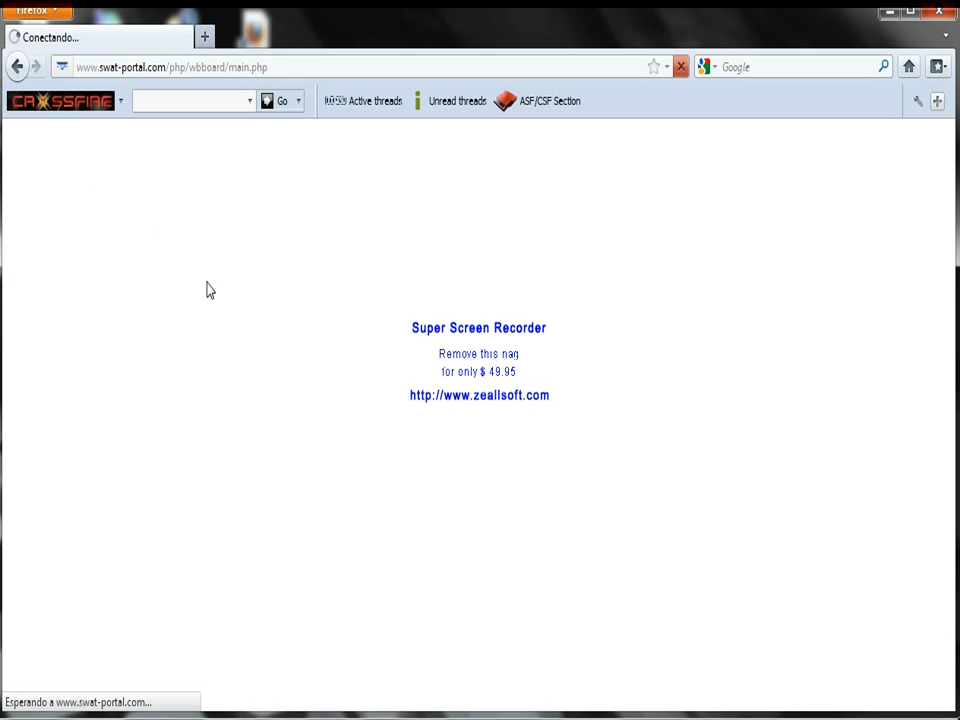 Firefox
Conectando...
www.swat-portal.com/php/wbboard/main.php
Google
CROSSFIRE
Go
Active threads
Unread threads
ASF/CSF Section
Super Screen Recorder
Remove this nag
for only $ 49.95
http://www.zeallsoft.com
Esperando a www.swat-portal.com...